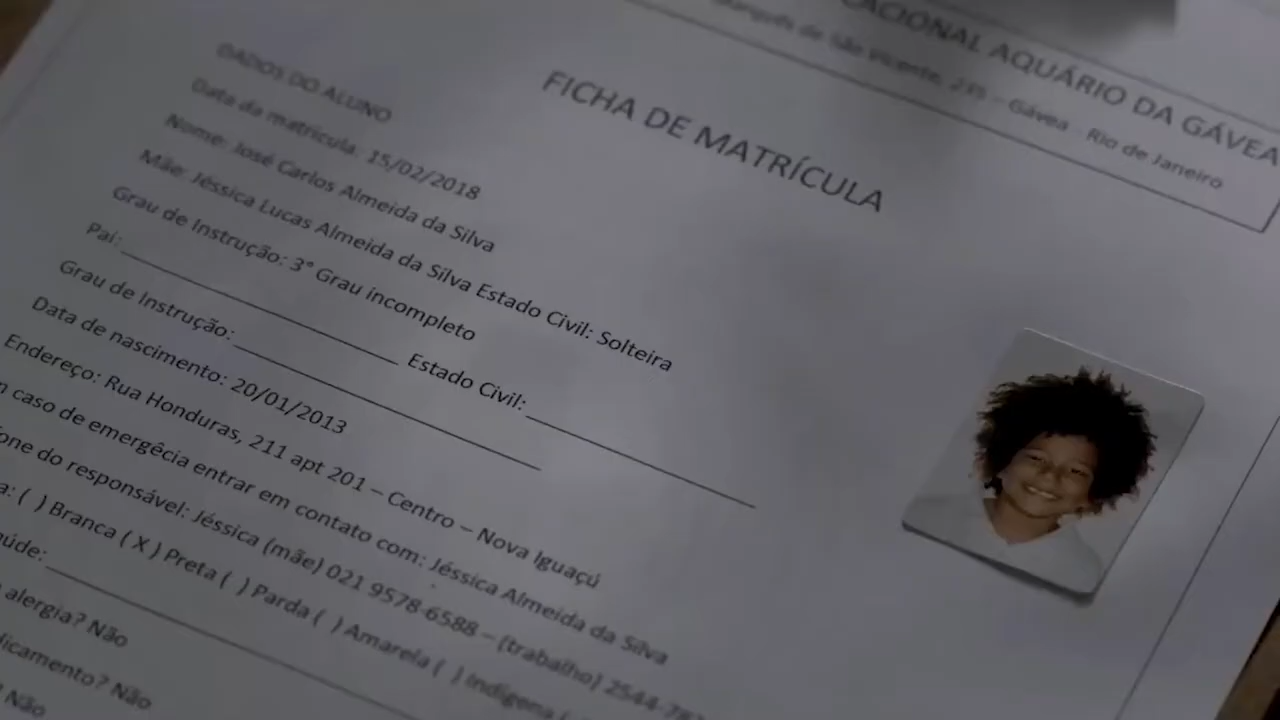 ACIONAL AQUÁRIO DA GÁVEA
Marquês de São Vicente, – Gávea - Rio de Janeiro
FICHA DE MATRÍCULA
DADOS DO ALUNO
Data da matrícula: 15/02/2018
Nome: José Carlos Almeida da Silva
Mãe: Jéssica Lucas Almeida da Silva Estado Civil: Solteira
Grau de Instrução: 3° Grau incompleto
Pai: Estado Civil:
Grau de Instrução:
Data de nascimento: 20/01/2013
Endereço: Rua Honduras, 211 apt 201 – Centro – Nova Iguaçú
m caso de emergêcia entrar em contato com: Jéssica Almeida da Silva
one do responsável: Jéssica (mãe) 021 9578-6588 – (trabalho) 2544-787
a: ( ) Branca ( X ) Preta ( ) Parda ( ) Amarela ( ) Indígena (
úde:
alergia? Não
dicamento? Não
? Não